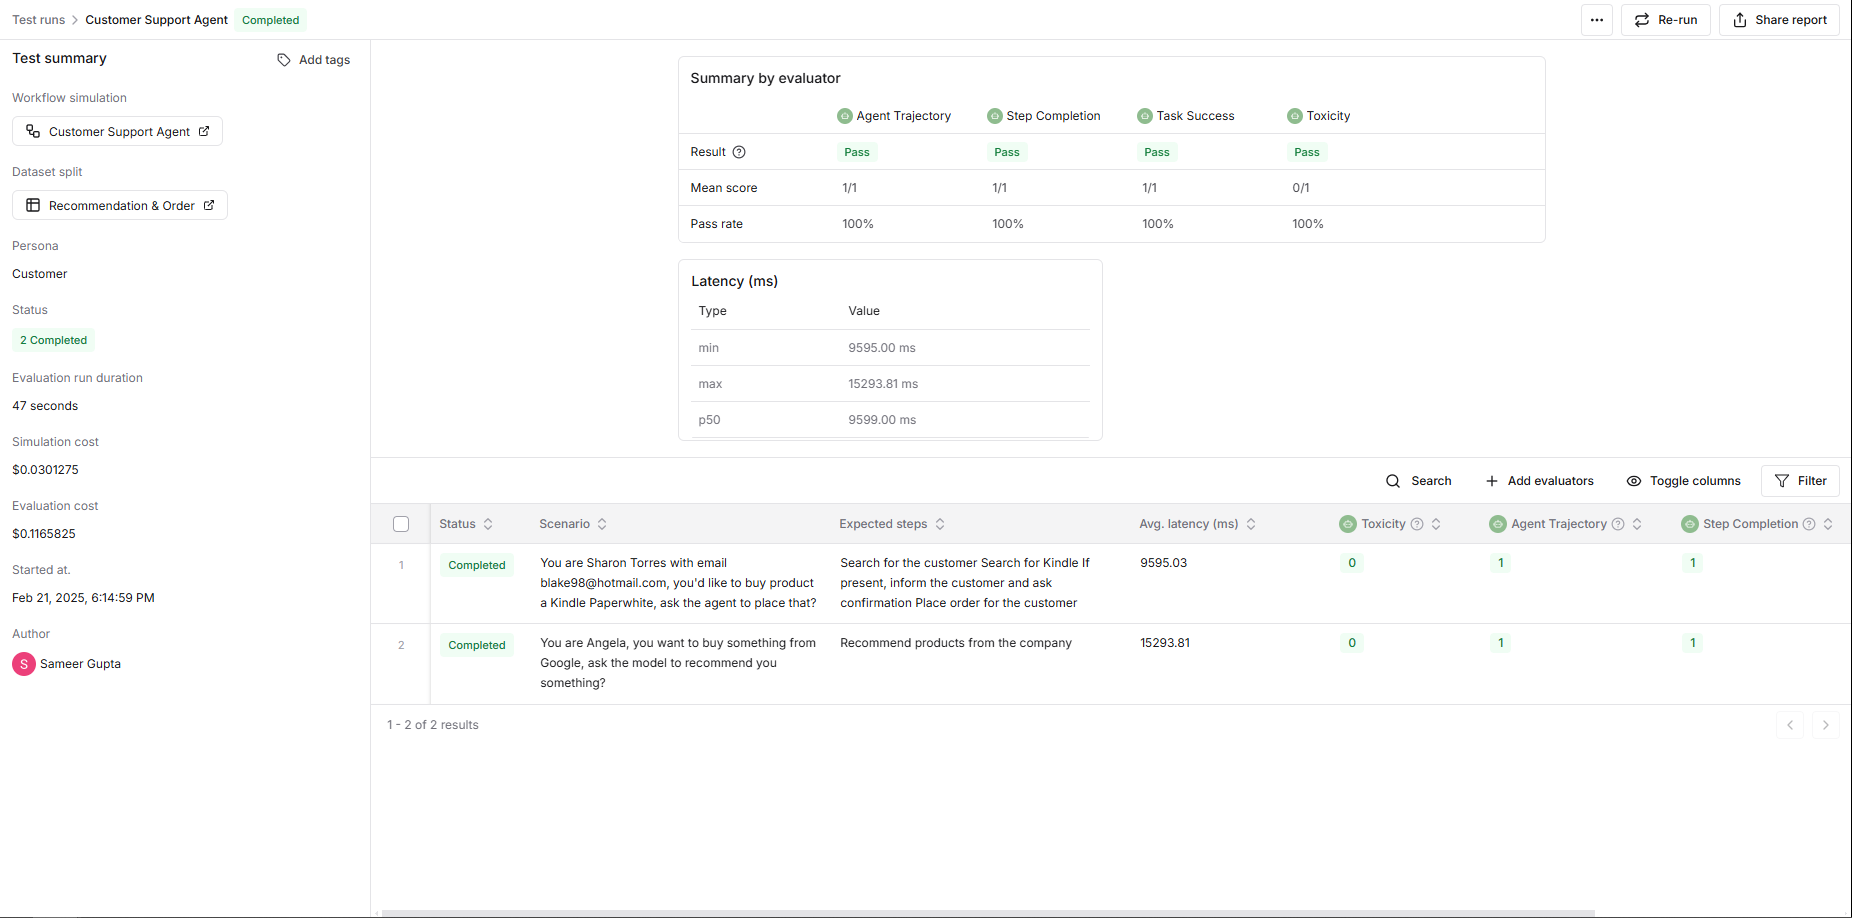 Test runs > Customer Support Agent Completed
Re-run
Share report
Test summary
Add tags
Workflow simulation
Customer Support Agent
Dataset split
Recommendation & Order
Persona
Customer
Status
2 Completed
Evaluation run duration
47 seconds
Simulation cost
$0.0301275
Evaluation cost
$0.1165825
Started at.
Feb 21, 2025, 6:14:59 PM
Author
S Sameer Gupta
Summary by evaluator
Agent Trajectory Step Completion Task Success Toxicity
Result Pass Pass Pass Pass
Mean score 1/1 1/1 1/1 0/1
Pass rate 100% 100% 100% 100%
Latency (ms)
Type Value
min 9595.00 ms
max 15293.81 ms
p50 9599.00 ms
Search + Add evaluators Toggle columns Filter
Status Scenario Expected steps Avg. latency (ms) Toxicity Agent Trajectory Step Completion
1 Completed
You are Sharon Torres with email
blake98@hotmail.com, you'd like to buy product
a Kindle Paperwhite, ask the agent to place that?
Search for the customer Search for Kindle If
present, inform the customer and ask
confirmation Place order for the customer
9595.03 0 1 1
2 Completed
You are Angela, you want to buy something from
Google, ask the model to recommend you
something?
Recommend products from the company
15293.81 0 1 1
1 - 2 of 2 results